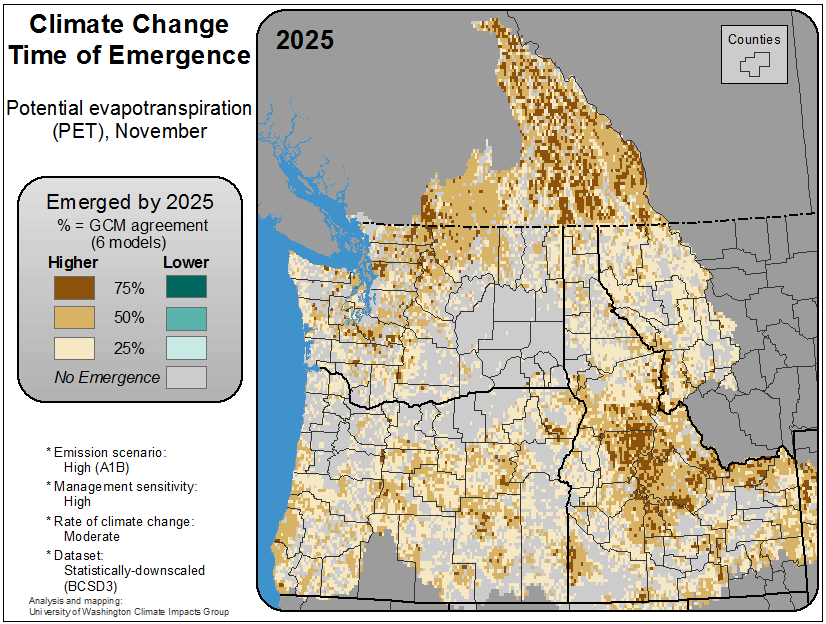 Climate Change
Time of Emergence
Potential evapotranspiration
(PET), November
Emerged by 2025
% = GCM agreement
(6 models)
Higher Lower
75%
50%
25%
No Emergence
* Emission scenario:
High (A1B)
* Management sensitivity:
High
* Rate of climate change:
Moderate
* Dataset:
Statistically-downscaled
(BCSD3)
Analysis and mapping:
University of Washington Climate Impacts Group
2025
Counties